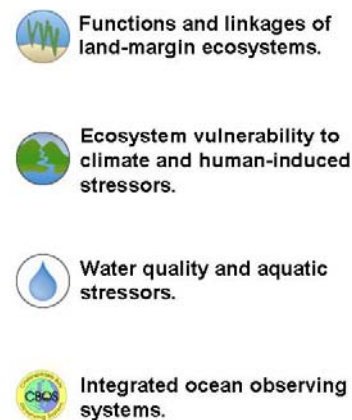 Functions and linkages of
land-margin ecosystems.
Ecosystem vulnerability to
climate and human-induced
stressors.
Water quality and aquatic
stressors.
CBOS
Integrated ocean observing
systems.